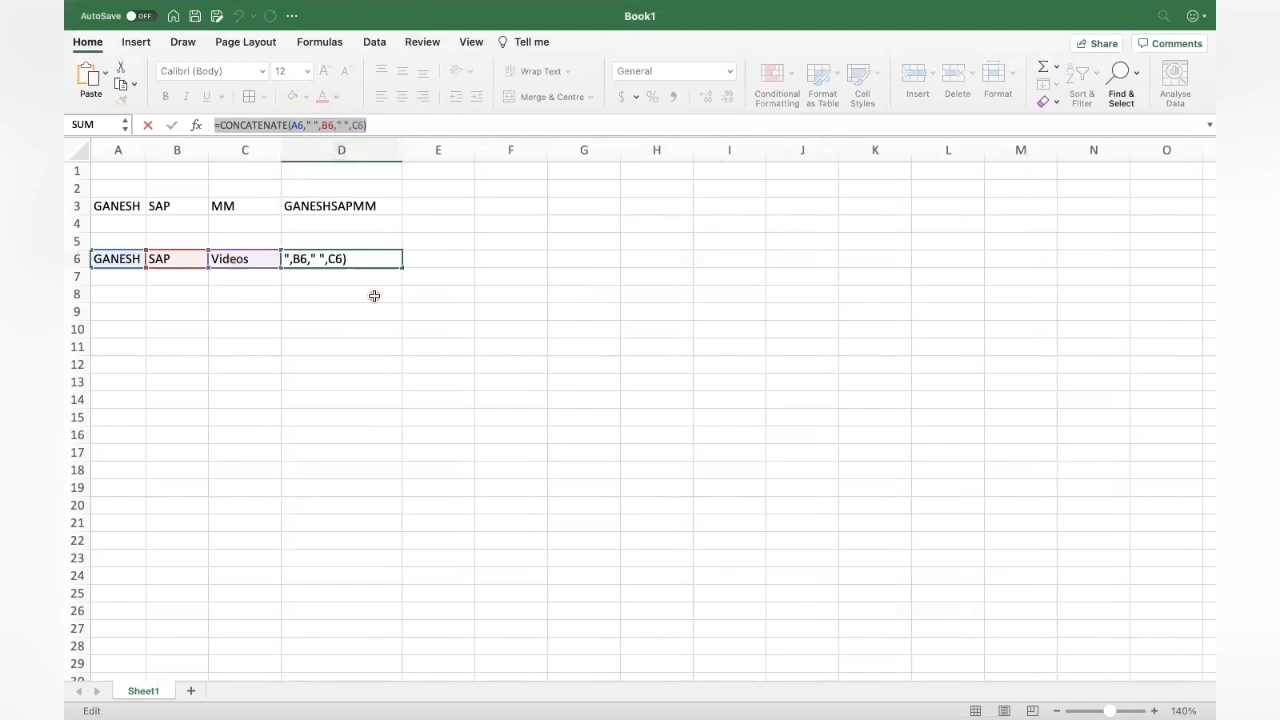 AutoSave OFF Book1
Home Insert Draw Page Layout Formulas Data Review View Tell me Share Comments
Paste Calibri (Body) 12 A A Wrap Text General Conditional Formatting Format as Table Cell Styles Insert Delete Format Sort & Filter Find & Select Analyse Data
B I U A Merge & Centre $ %
SUM fx =CONCATENATE(A6," ",B6," ",C6)
A B C D E F G H I J K L M N O
1
2
3 GANESH SAP MM GANESHSAPMM
4
5
6 GANESH SAP Videos ",B6," ",C6)
7
8
9
10
11
12
13
14
15
16
17
18
19
20
21
22
23
24
25
26
27
28
29
Sheet1 +
Edit 140%